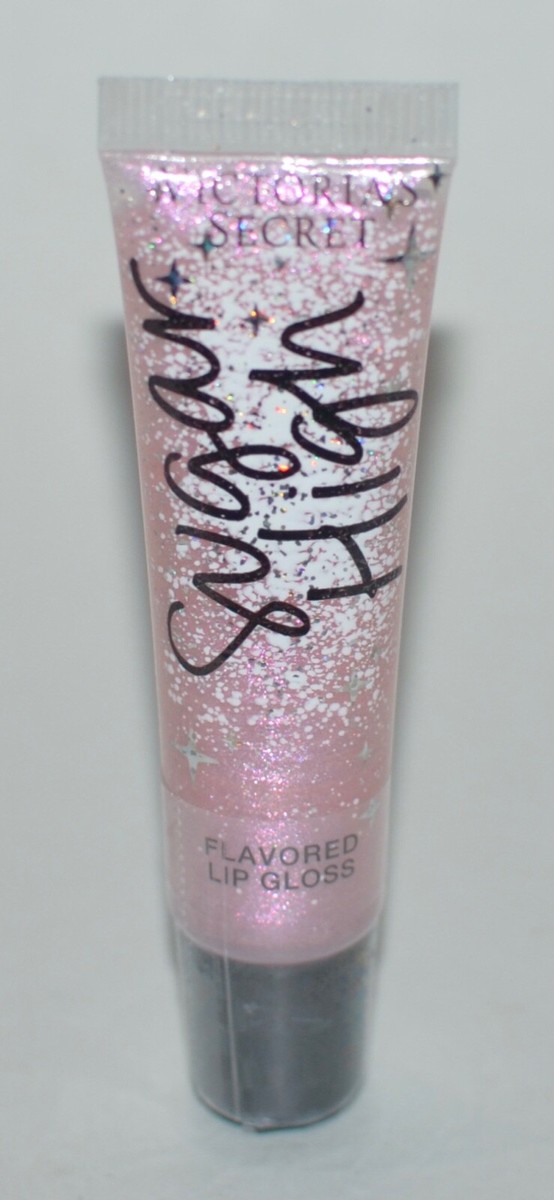 VICTORIA'S
SECRET
Sugar
High
FLAVORED
LIP GLOSS